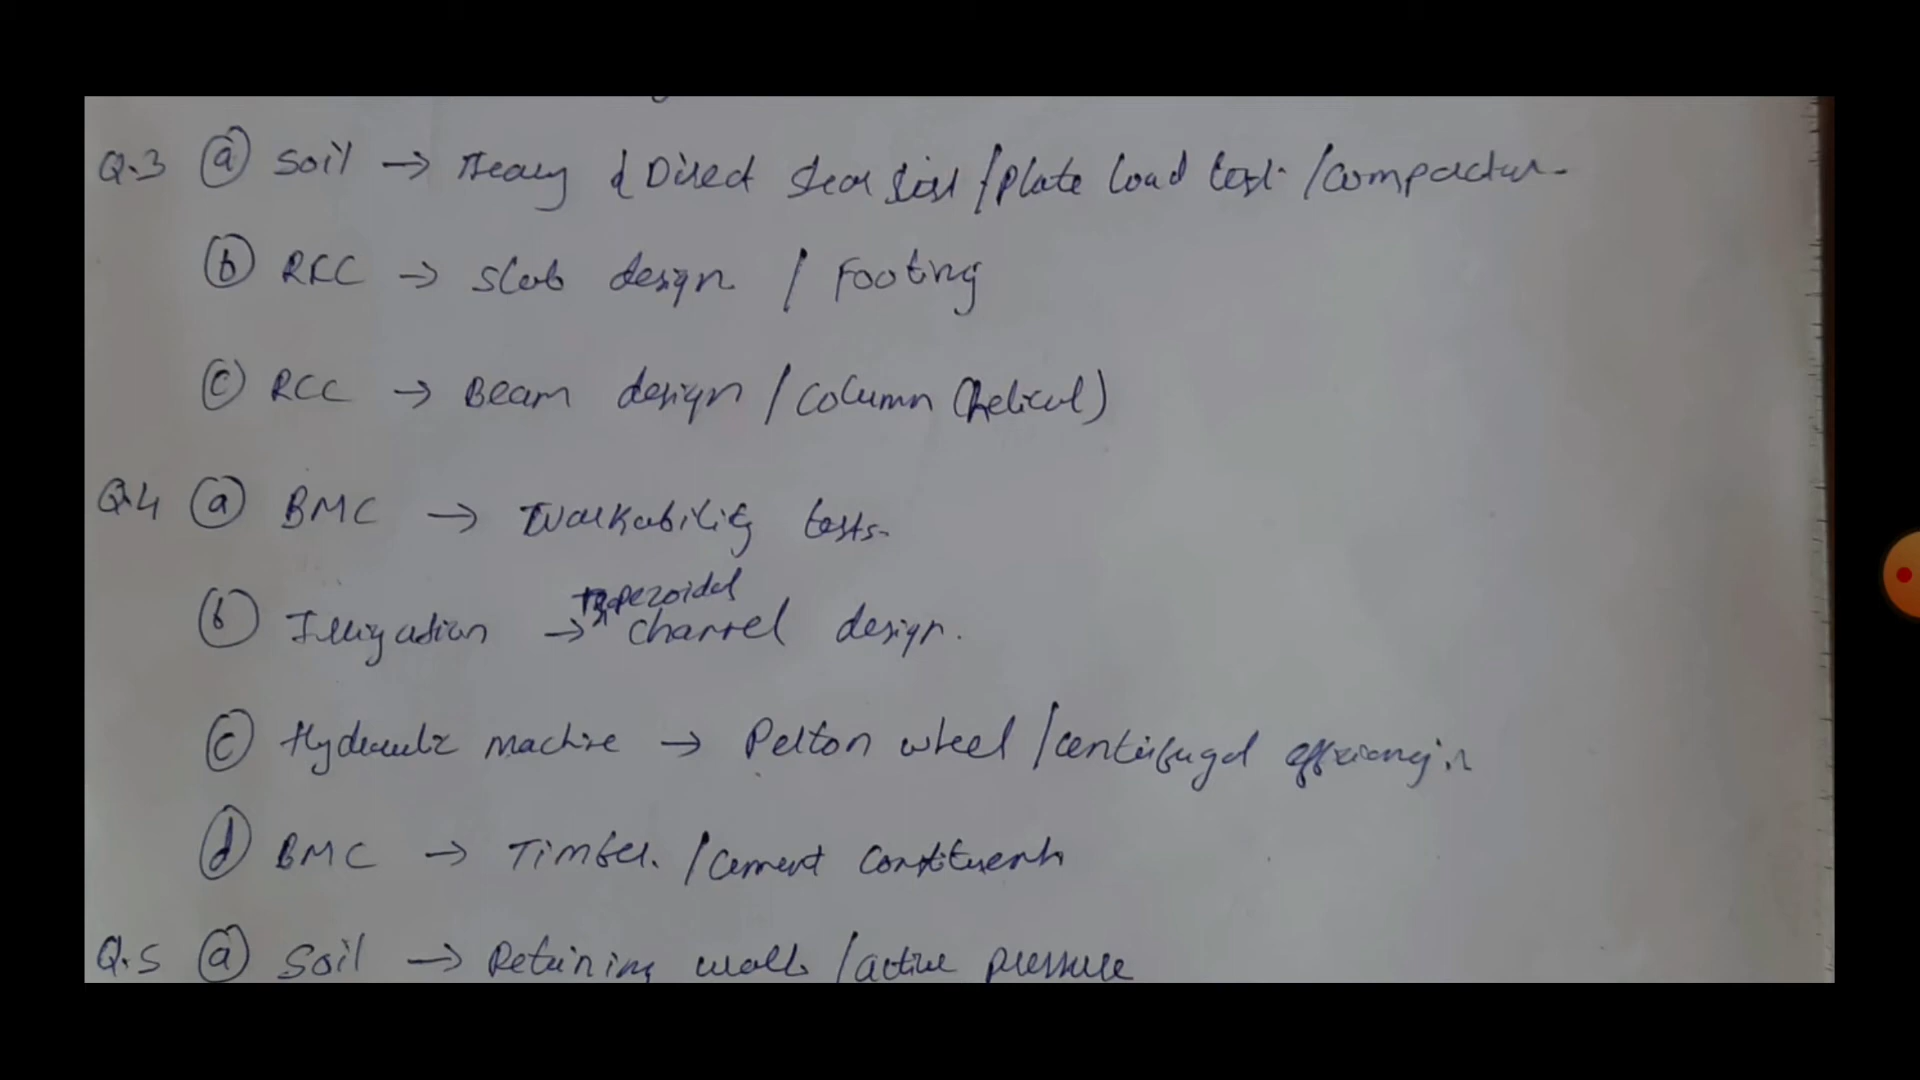 Q.3 (a) Soil → Theory of Direct shear test / Plate load test. / compaction.
(b) RCC → Slab design / Footing
(c) RCC → Beam design / column (helical)
Q.4 (a) BMC → Workability tests.
trapezoidal
(b) Irrigation → channel design.
(c) Hydraulic machine → Pelton wheel / centrifugal efficiency
(d) BMC → Timber. / Cement Constituents
Q.5 (a) Soil → Retaining walls / active pressure